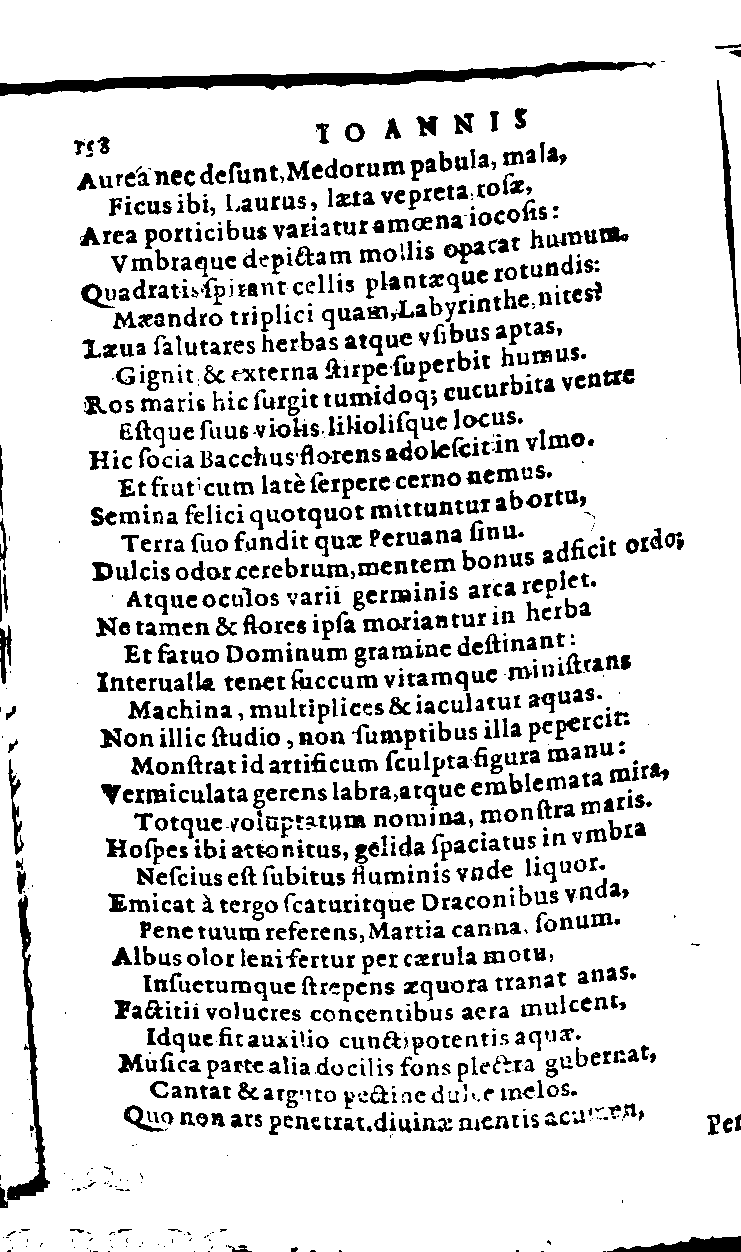 158
IOANNIS
Aurea nec desunt, Medorum pabula, mala,
Ficus ibi, Laurus, læta vepreta, rosæ,
Area porticibus variatur amœna iocosis:
Vmbraque depictam mollis opacat humum.
Quadratis spirant cellis plantæque rotundis:
Mæandro triplici quam, Labyrinthe, nites?
Læua salutares herbas atque vsibus aptas,
Gignit & externa stirpe superbit humus.
Ros maris hic surgit tumidoq; cucurbita ventre
Estque suus violis liliolisque locus.
Hic socia Bacchus florens adolescit in vlmo.
Et fruticum latè serpere cerno nemus.
Semina felici quotquot mittuntur ab ortu,
Terra suo fundit quæ Peruana sinu.
Dulcis odor cerebrum, mentem bonus adficit ordo;
Atque oculos varii germinis arca replet.
Ne tamen & flores ipsa moriantur in herba
Et fatuo Dominum gramine destinant:
Interualla tenet succum vitamque ministrans
Machina, multiplices & iaculatur aquas.
Non illic studio, non sumptibus illa pepercit:
Monstrat id artificum sculpta figura manu:
Vermiculata gerens labra, atque emblemata mira,
Totque voluptatum nomina, monstra maris.
Hospes ibi attonitus, gelida spaciatus in vmbra
Nescius est subitus fluminis vnde liquor.
Emicat à tergo scaturitque Draconibus vnda,
Pene tuum referens, Martia canna, sonum.
Albus olor leni fertur per cærula motu,
Insuetumque strepens æquora tranat anas.
Factitii volucres concentibus aera mulcent,
Idque fit auxilio cunctipotentis aquæ.
Musica parte alia docilis fons plectra gubernat,
Cantat & arguto pectine dulce melos.
Quo non ars penetrat, diuinæ mentis acumen,
Per